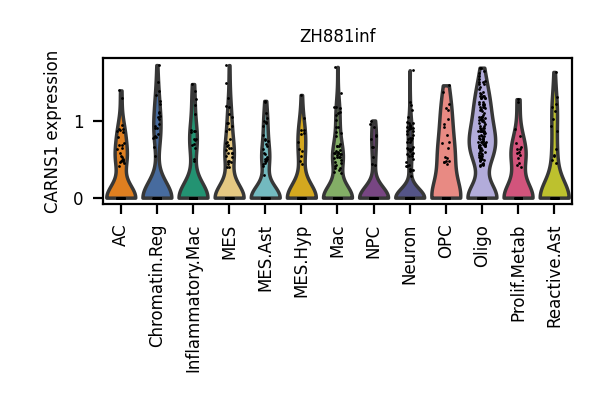 ZH881inf
CARNS1 expression
1
0
AC
Chromatin.Reg
Inflammatory.Mac
MES
MES.Ast
MES.Hyp
Mac
NPC
Neuron
OPC
Oligo
Prolif.Metab
Reactive.Ast